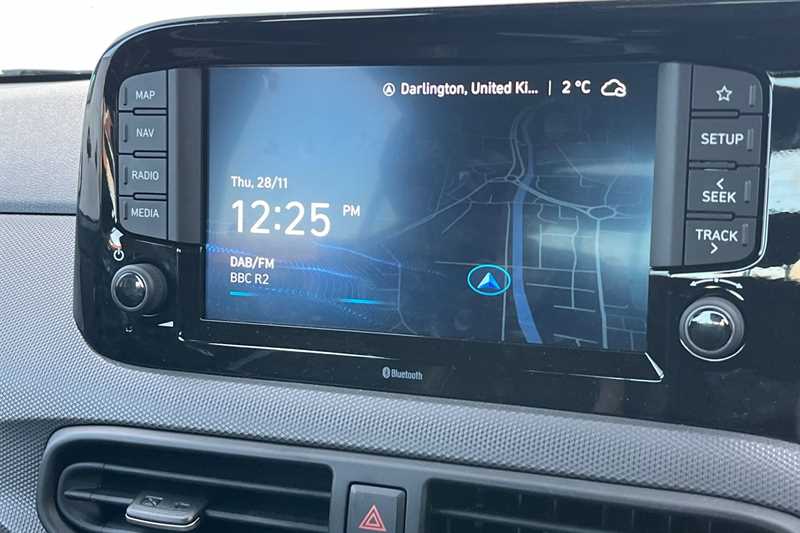 MAP
NAV
RADIO
MEDIA
Darlington, United Ki... | 2 °C
Thu, 28/11
12:25 PM
DAB/FM
BBC R2
SETUP
< SEEK
TRACK >
Bluetooth